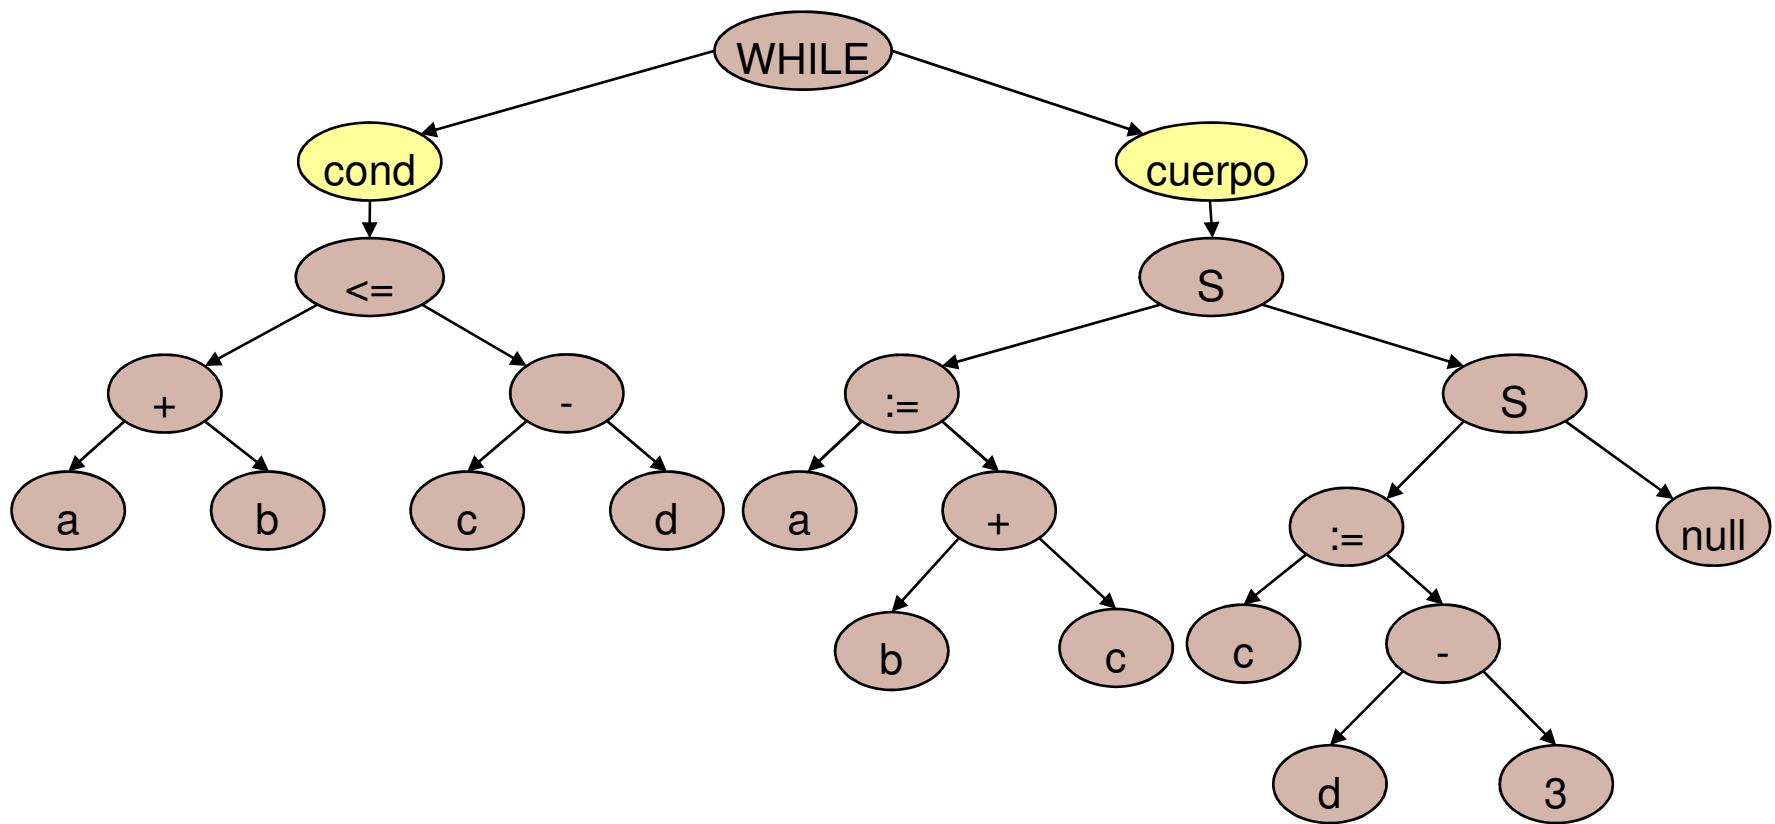 WHILE
cond
cuerpo
<=
S
+
-
:=
S
a
b
c
d
a
+
:=
null
b
c
c
-
d
3